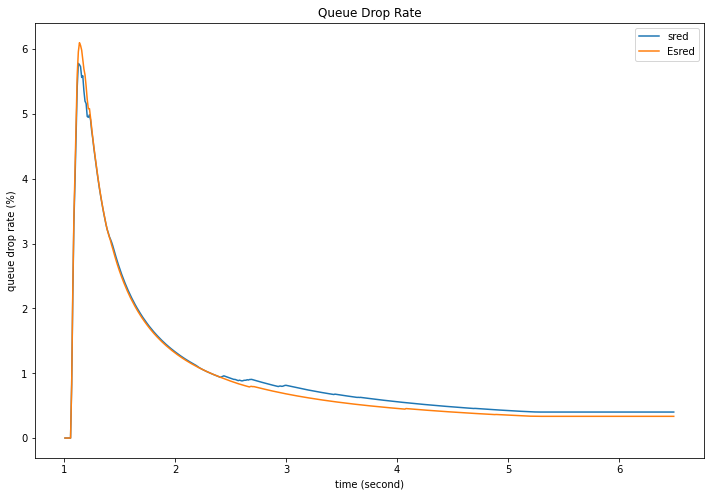 Queue Drop Rate
sred
Esred
queue drop rate (%)
6
5
4
3
2
1
0
1 2 3 4 5 6
time (second)